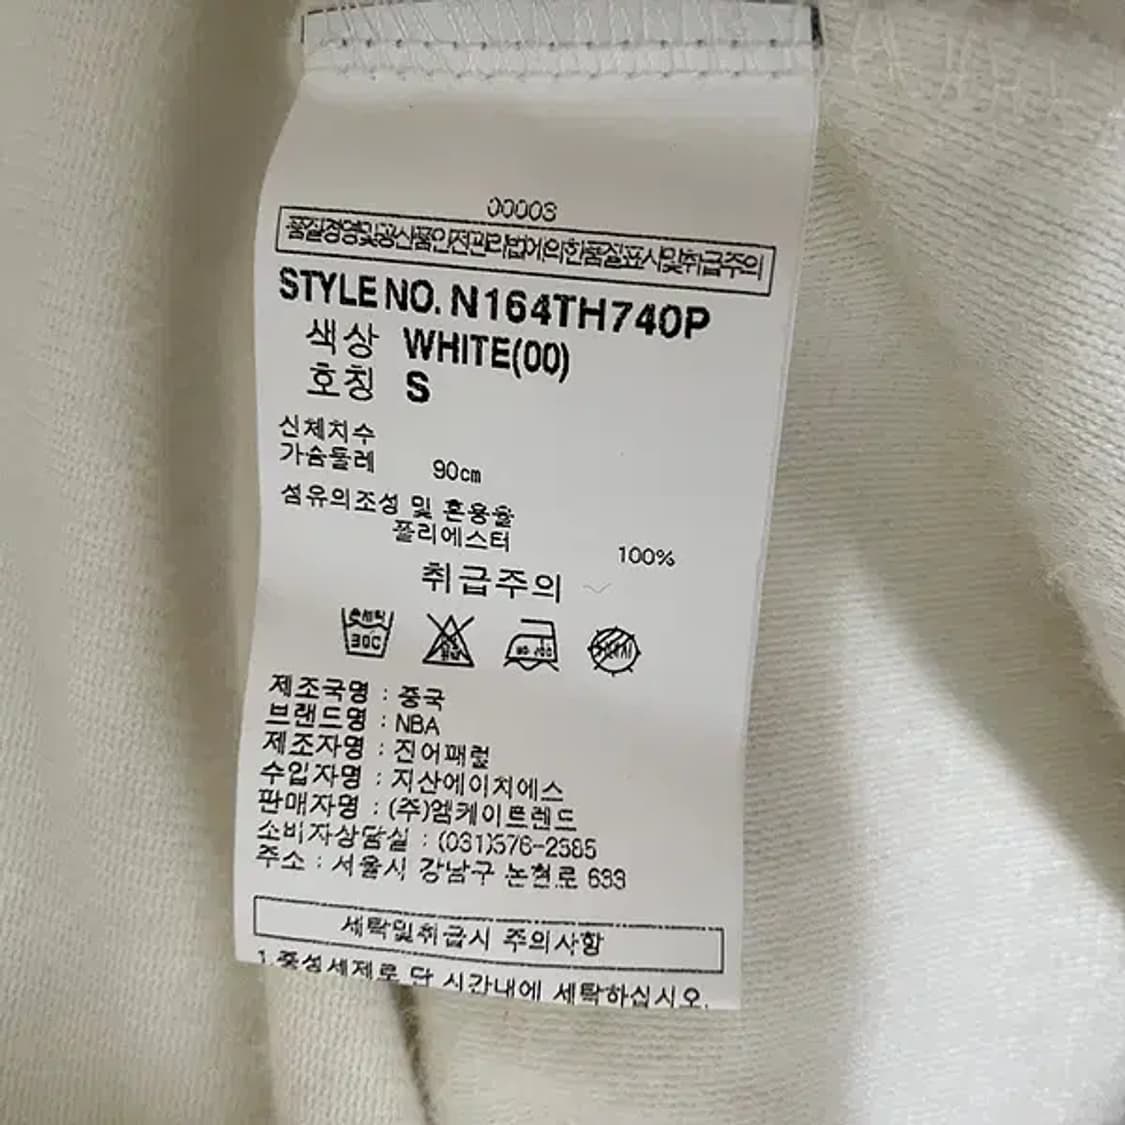 00003
품질경영및공산품안전관리법에의한품질표시및취급주의
STYLE NO. N164TH740P
색상 WHITE(00)
호칭 S
신체치수
가슴둘레 90cm
섬유의조성 및 혼용율
폴리에스터 100%
취급주의
30C
제조국명 : 중국
브랜드명 : NBA
제조자명 : 진어패럴
수입자명 : 지산에이치에스
판매자명 : (주)엠케이트렌드
소비자상담실 : (031)576-2585
주소 : 서울시 강남구 논현로 633
세탁및취급시 주의사항
1.중성세제로 단 시간내에 세탁하십시오.